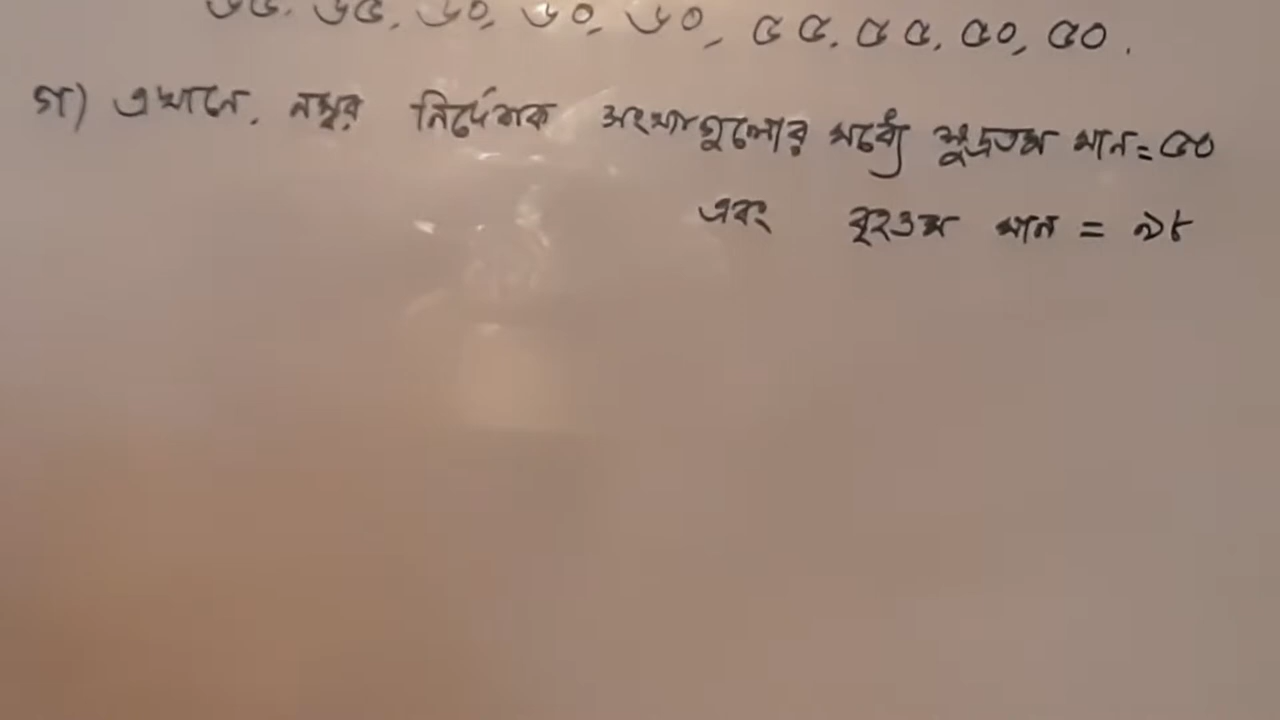 ৬৫, ৬৫, ৬০, ৬০, ৬০, ৫৫, ৫৫, ৫০, ৫০.
গ) এখানে, নম্বর নির্দেশক সংখ্যাগুলোর মধ্যে ক্ষুদ্রতম মান = ৫০
এবং বৃহত্তম মান = ৯৮